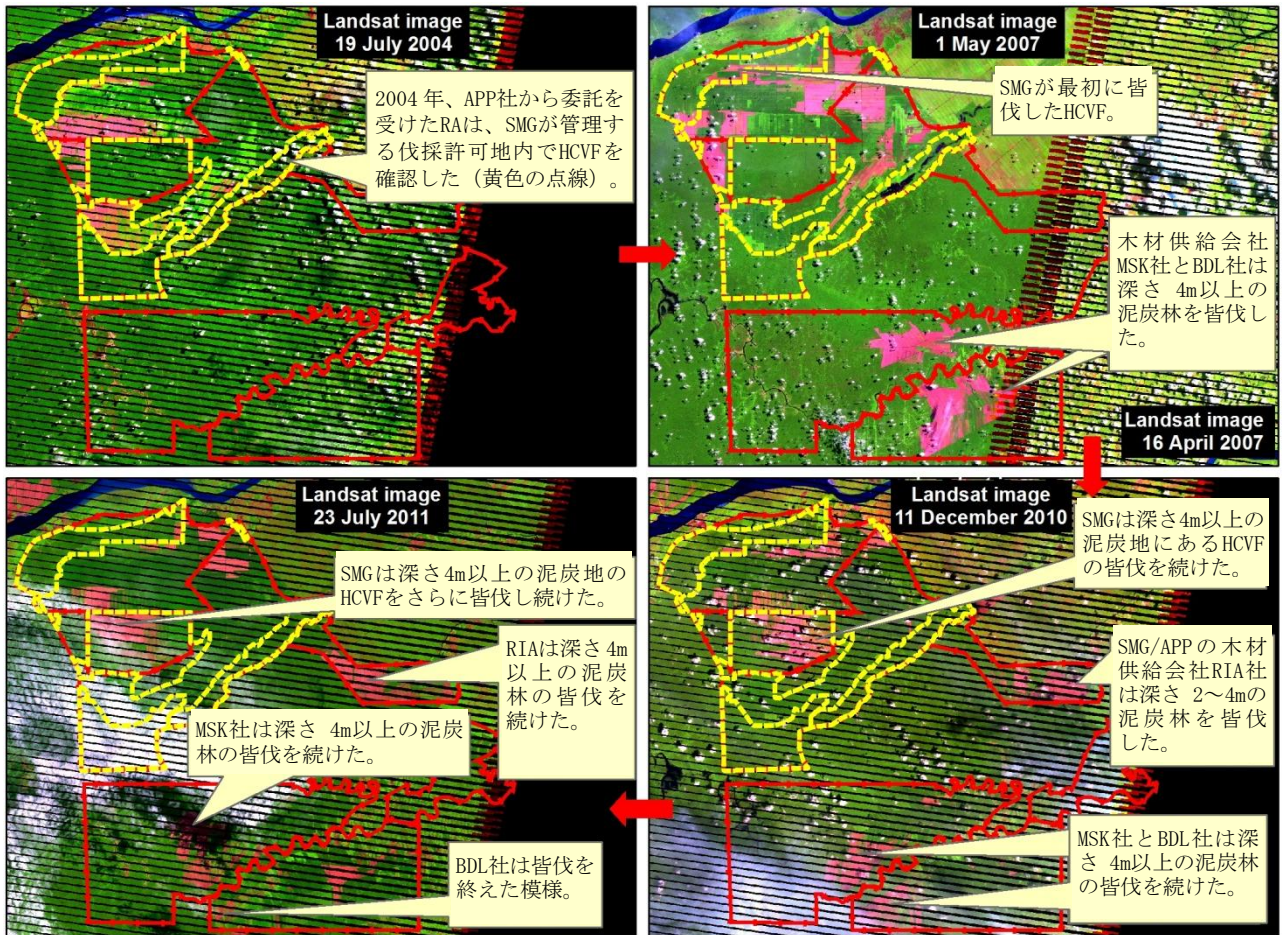 Landsat image
19 July 2004
2004 年、APP社から委託を
受けたRAは、SMGが管理す
る伐採許可地内でHCVFを
確認した（黄色の点線）。
Landsat image
1 May 2007
SMGが最初に皆
伐したHCVF。
木材供給会社
MSK社とBDL社は
深さ 4m以上の
泥炭林を皆伐し
た。
Landsat image
16 April 2007
Landsat image
11 December 2010
SMGは深さ4m以上の
泥炭地にあるHCVF
の皆伐を続けた。
SMG/APPの木材
供給会社RIA社
は深さ 2～4mの
泥炭林を皆伐
した。
MSK社とBDL社は深
さ 4m以上の泥炭林
の皆伐を続けた。
Landsat image
23 July 2011
SMGは深さ4m以上の泥炭地の
HCVFをさらに皆伐し続けた。
RIAは深さ4m
以上の泥炭
林の皆伐を
続けた。
MSK社は深さ 4m以上の泥炭
林の皆伐を続けた。
BDL社は皆伐を
終えた模様。